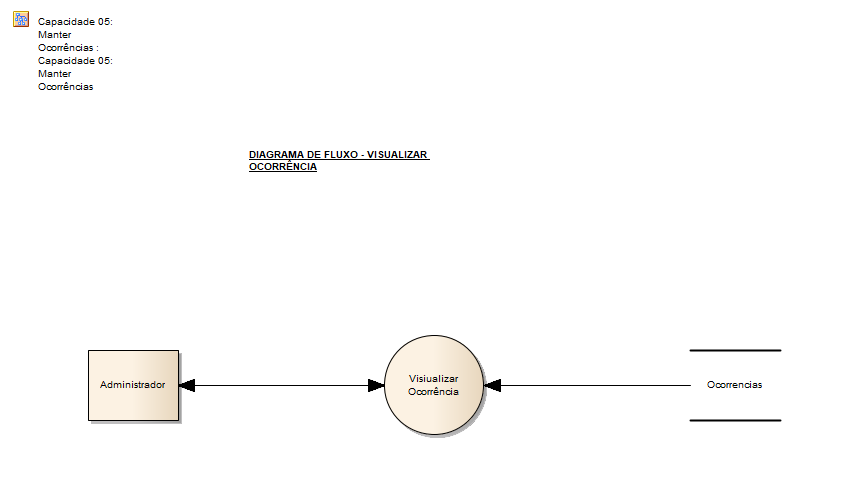 Capacidade 05:
Manter
Ocorrências :
Capacidade 05:
Manter
Ocorrências
DIAGRAMA DE FLUXO - VISUALIZAR
OCORRÊNCIA
Administrador
Visiualizar
Ocorrência
Ocorrencias